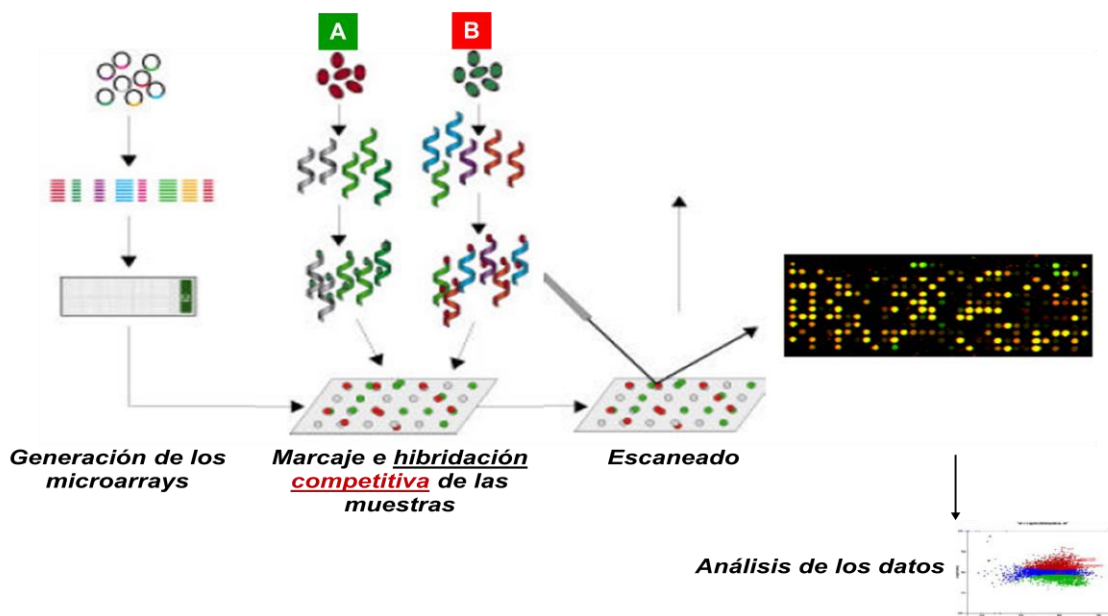 A
B
Generación de los
microarrays
Marcaje e hibridación
competitiva de las
muestras
Escaneado
Análisis de los datos